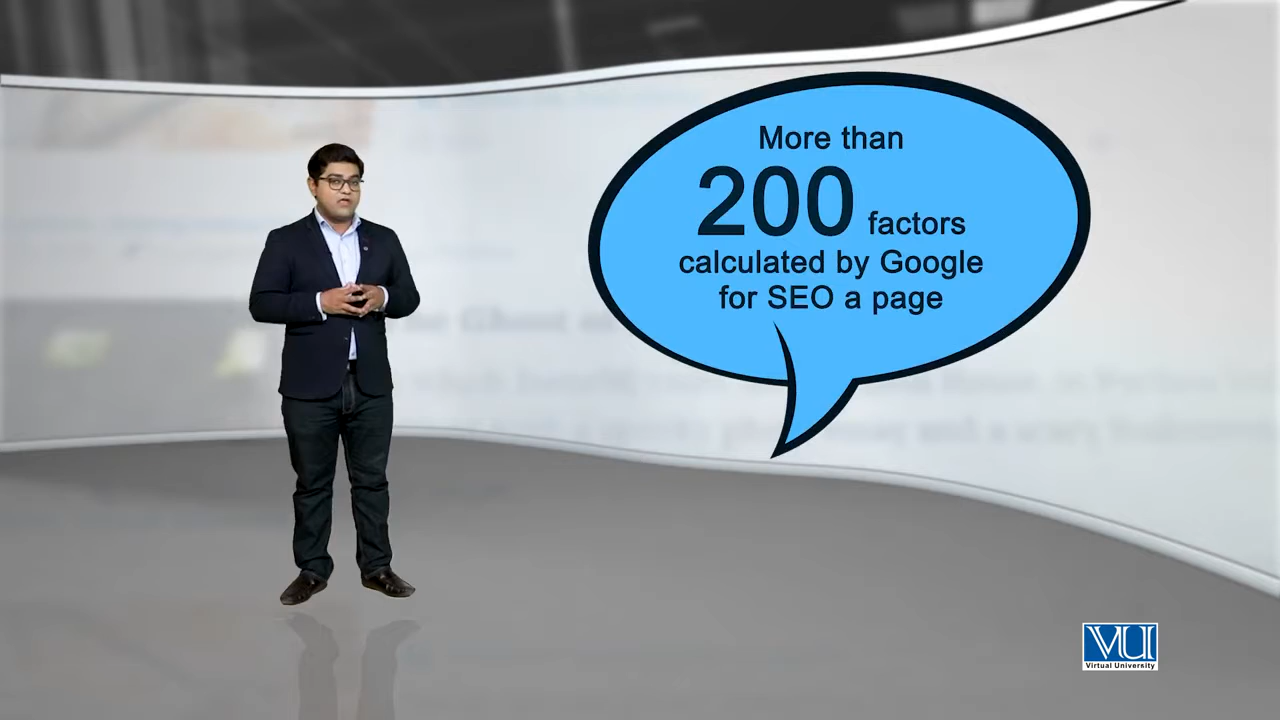 More than
200 factors
calculated by Google
for SEO a page
VU
Virtual University